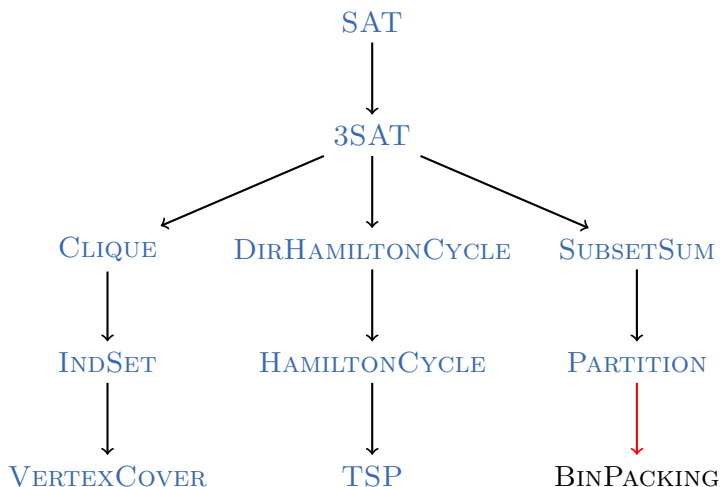 SAT
3SAT
CLIQUE DIRHAMILTONCYCLE SUBSETSUM
INDSET HAMILTONCYCLE PARTITION
VERTEXCOVER TSP BINPACKING